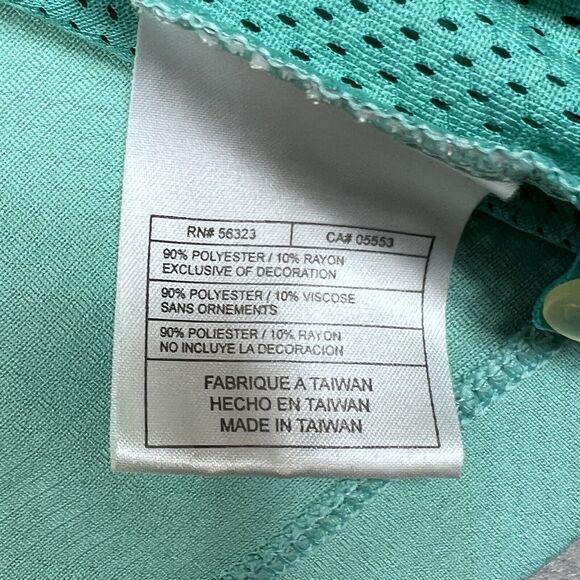 RN# 56323 CA# 05553
90% POLYESTER / 10% RAYON
EXCLUSIVE OF DECORATION
90% POLYESTER / 10% VISCOSE
SANS ORNEMENTS
90% POLIESTER / 10% RAYON
NO INCLUYE LA DECORACION
FABRIQUE A TAIWAN
HECHO EN TAIWAN
MADE IN TAIWAN